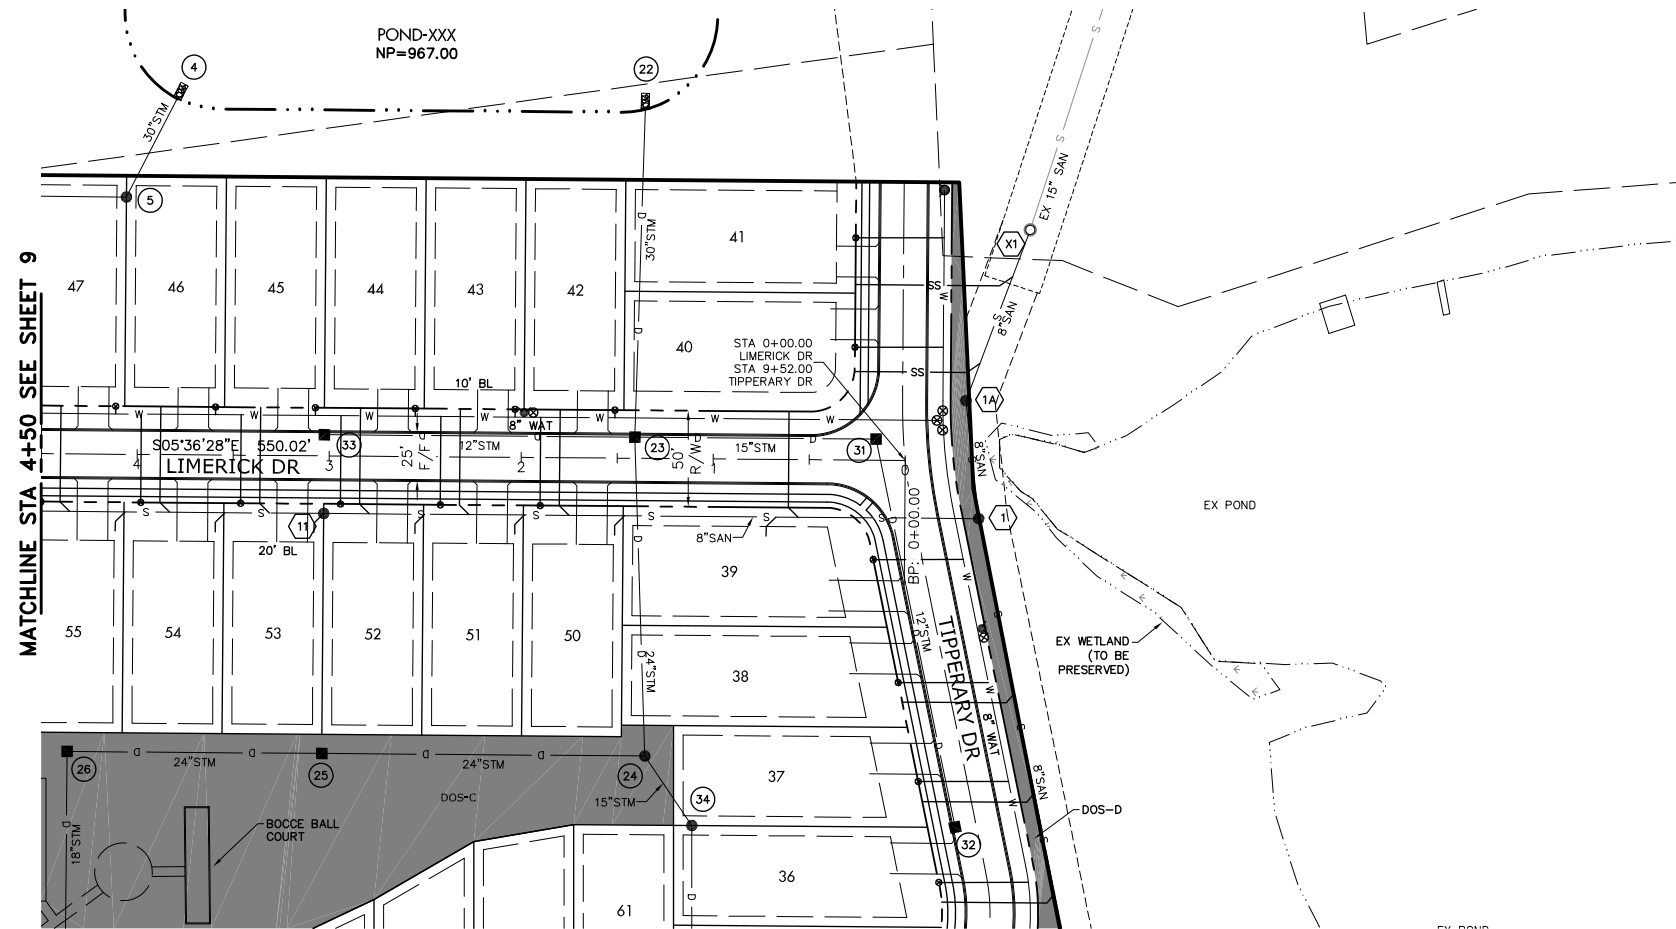 POND-XXX
NP=967.00
4
22
30"STM
5
EX 15" SAN
S
S
X1
MATCHLINE STA 4+50 SEE SHEET 9
47
46
45
44
43
42
41
40
D
30"STM
D
SS
W
S
8"SAN
STA 0+00.00
LIMERICK DR
STA 9+52.00
TIPPERARY DR
SS
10' BL
1A
W
W
W
W
W
W
W
W
8" WAT
S05°36'28"E 550.02'
LIMERICK DR
33
12"STM
23
15"STM
31
25'
F/F
50'
R/W
4
3
2
1
0
8"SAN
BP: 0+00.00
11
S
S
S
S
S
S
8"SAN
1
20' BL
EX POND
55
54
53
52
51
50
39
38
37
36
61
D
D
24"STM
12"STM
W
TIPPERARY DR
8" WAT
W
W
S
S
S
8"SAN
EX WETLAND
(TO BE
PRESERVED)
26
D
D
24"STM
25
D
D
24"STM
24
DOS-C
15"STM
34
DOS-D
32
D
18"STM
BOCCE BALL
COURT
D